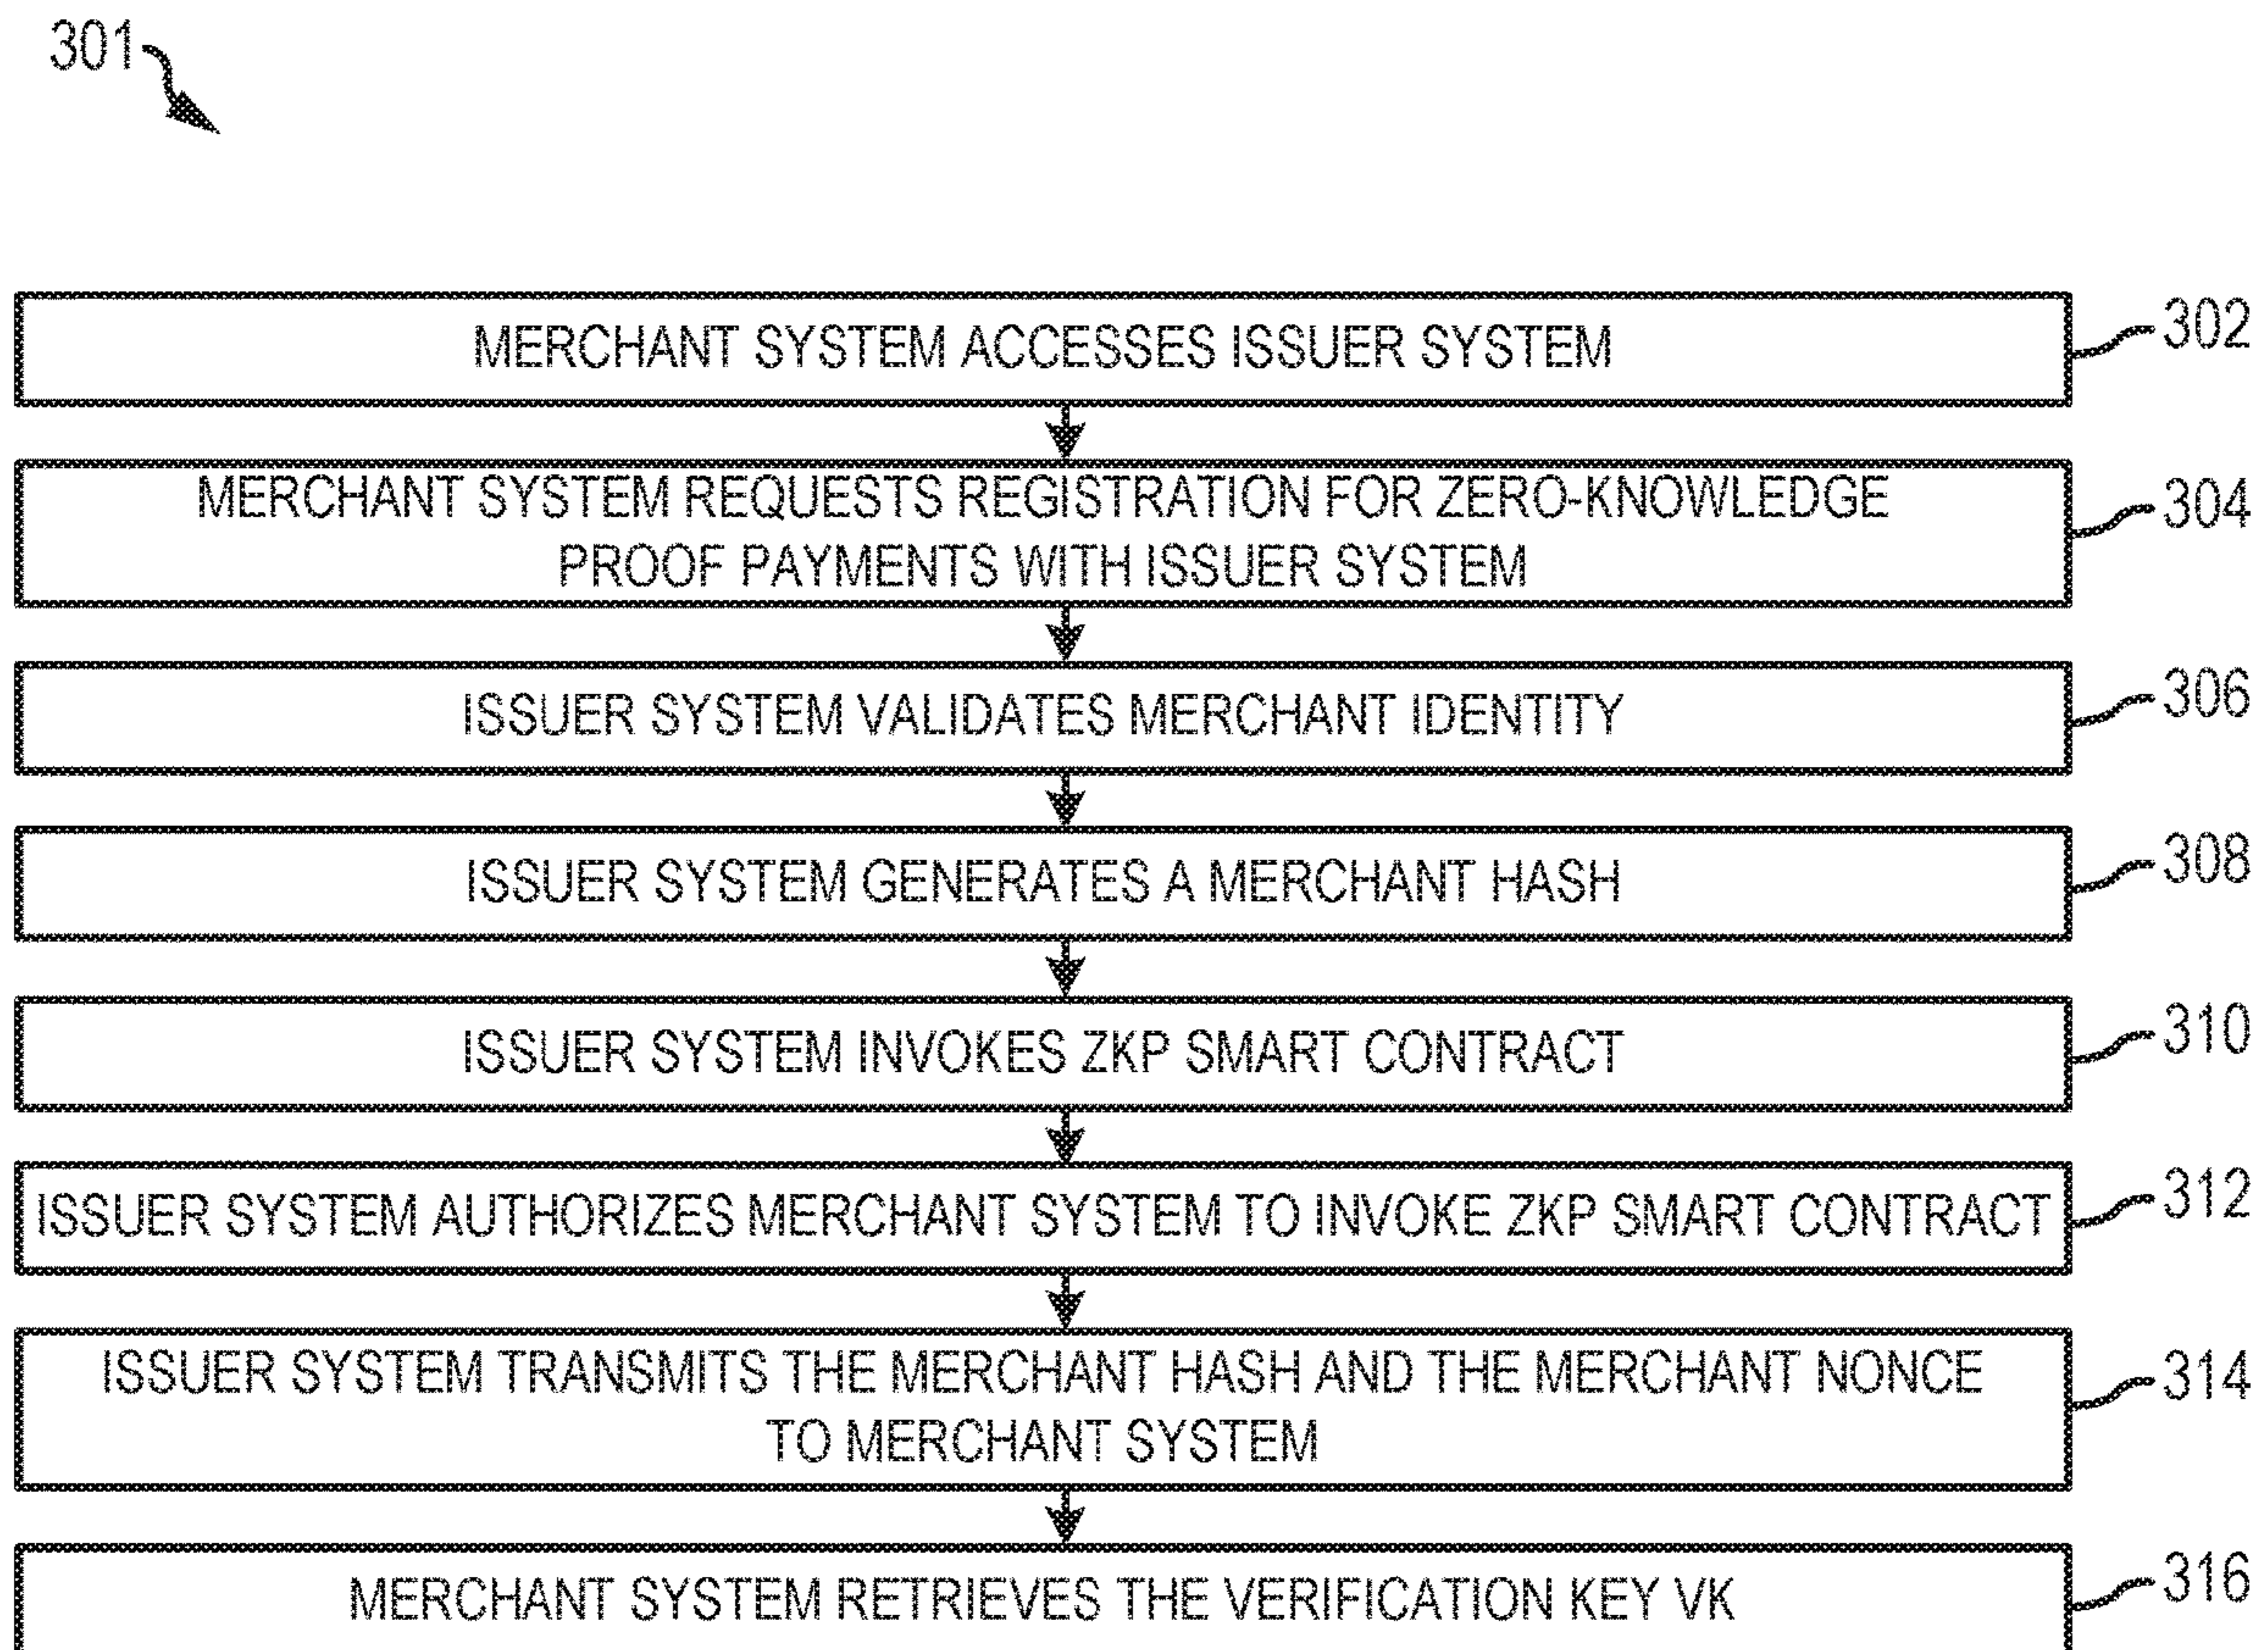 301
MERCHANT SYSTEM ACCESSES ISSUER SYSTEM
302
MERCHANT SYSTEM REQUESTS REGISTRATION FOR ZERO-KNOWLEDGE
PROOF PAYMENTS WITH ISSUER SYSTEM
304
ISSUER SYSTEM VALIDATES MERCHANT IDENTITY
306
ISSUER SYSTEM GENERATES A MERCHANT HASH
308
ISSUER SYSTEM INVOKES ZKP SMART CONTRACT
310
ISSUER SYSTEM AUTHORIZES MERCHANT SYSTEM TO INVOKE ZKP SMART CONTRACT
312
ISSUER SYSTEM TRANSMITS THE MERCHANT HASH AND THE MERCHANT NONCE
TO MERCHANT SYSTEM
314
MERCHANT SYSTEM RETRIEVES THE VERIFICATION KEY VK
316